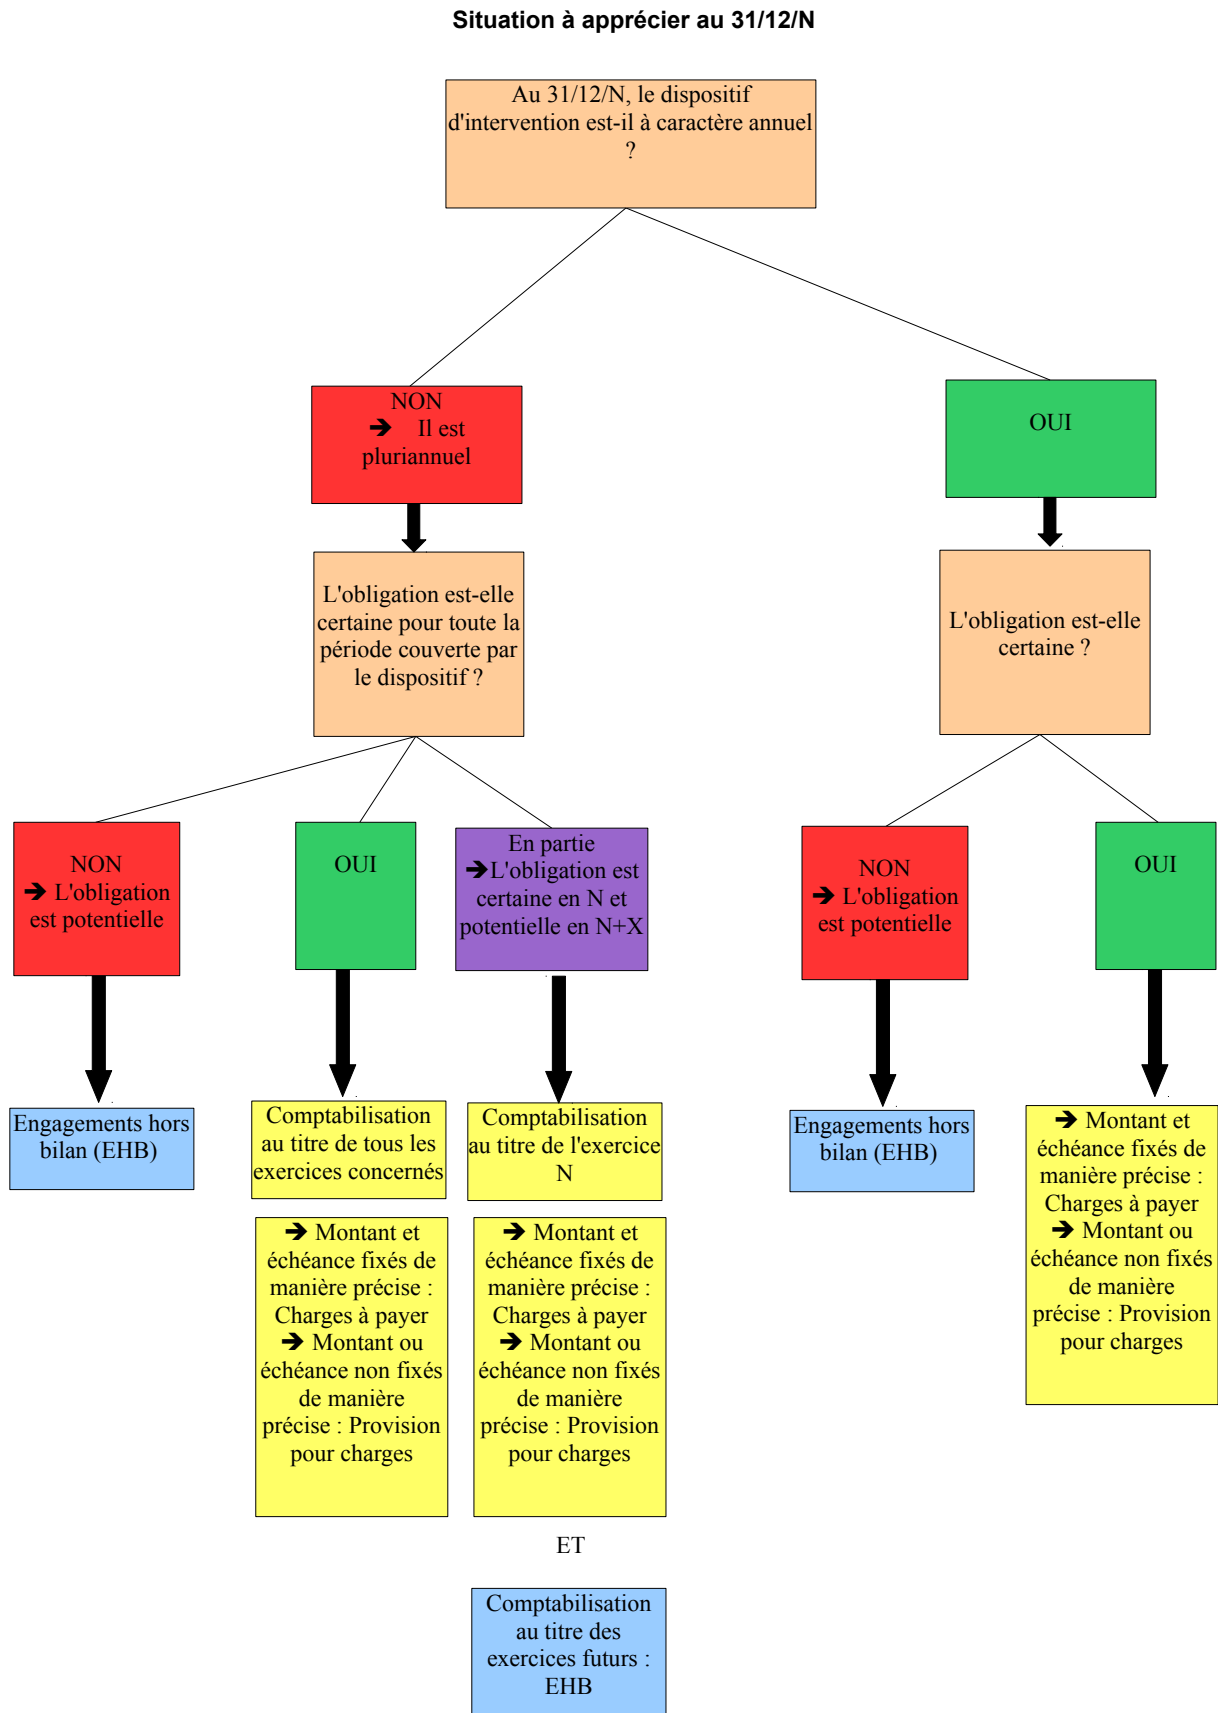 Situation à apprécier au 31/12/N
Au 31/12/N, le dispositif
d'intervention est-il à caractère annuel
?
NON
➔ Il est
pluriannuel
OUI
L'obligation est-elle
certaine pour toute la
période couverte par
le dispositif ?
L'obligation est-elle
certaine ?
NON
➔ L'obligation
est potentielle
OUI
En partie
➔L'obligation est
certaine en N et
potentielle en N+X
NON
➔ L'obligation
est potentielle
OUI
Engagements hors
bilan (EHB)
Comptabilisation
au titre de tous les
exercices concernés
Comptabilisation
au titre de l'exercice
N
Engagements hors
bilan (EHB)
➔ Montant et
échéance fixés de
manière précise :
Charges à payer
➔ Montant ou
échéance non fixés
de manière
précise : Provision
pour charges
➔ Montant et
échéance fixés de
manière précise :
Charges à payer
➔ Montant ou
échéance non fixés
de manière
précise : Provision
pour charges
➔ Montant et
échéance fixés de
manière précise :
Charges à payer
➔ Montant ou
échéance non fixés
de manière
précise : Provision
pour charges
ET
Comptabilisation
au titre des
exercices futurs :
EHB